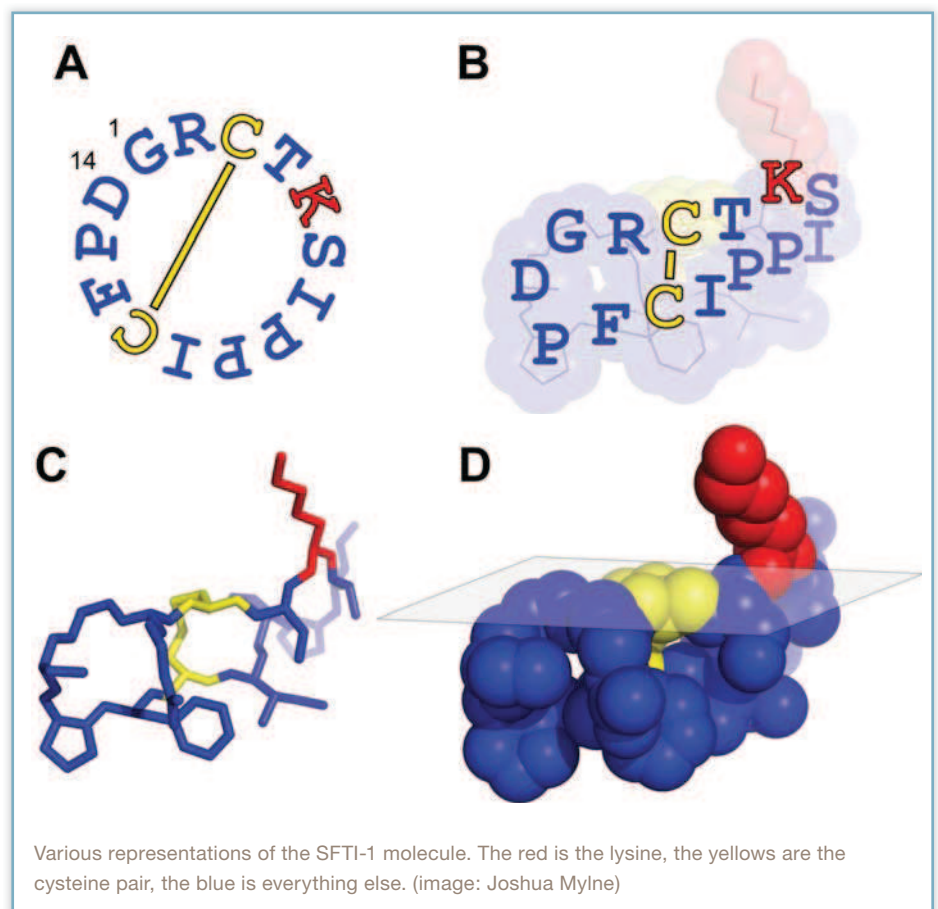 A
1
14
GRCTKSIPPICFPD
B
K
S
G R C T
I
P P
D
I
C
F
P
C
D
Various representations of the SFTI-1 molecule. The red is the lysine, the yellows are the
cysteine pair, the blue is everything else. (image: Joshua Mylne)